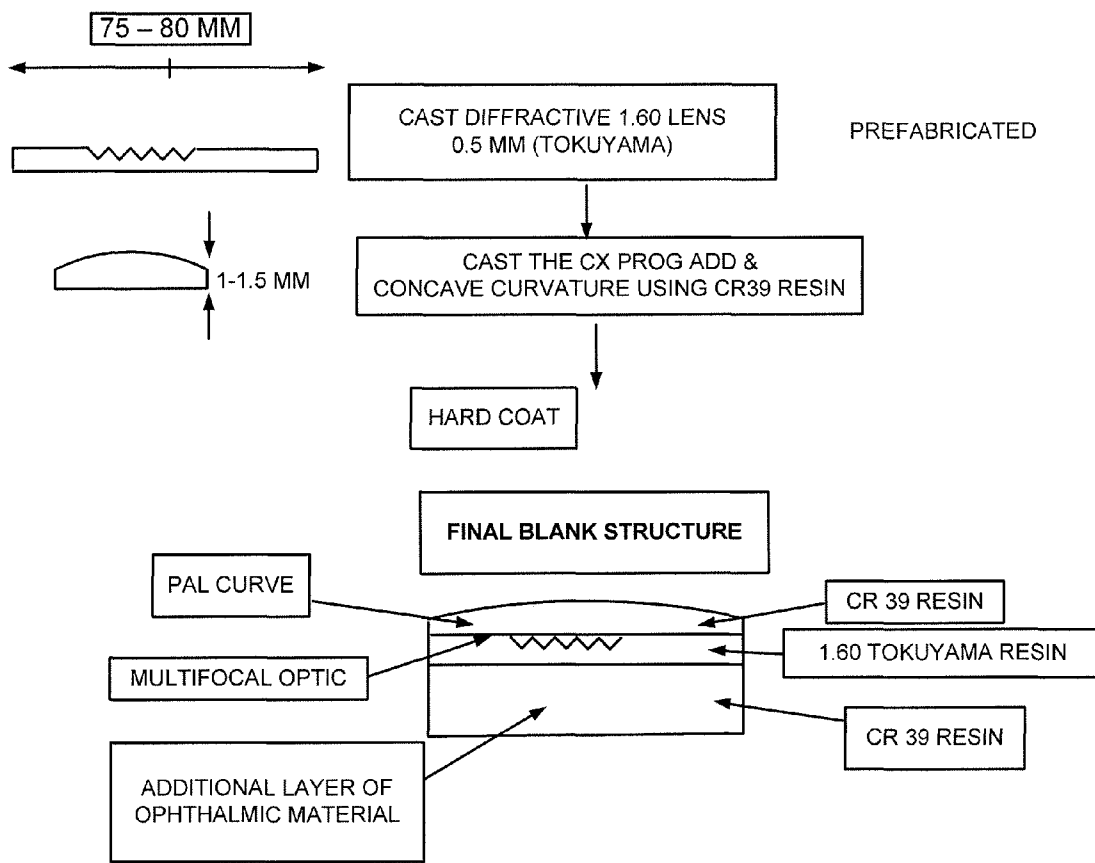 75 – 80 MM
CAST DIFFRACTIVE 1.60 LENS
0.5 MM (TOKUYAMA)
PREFABRICATED
1-1.5 MM
CAST THE CX PROG ADD &
CONCAVE CURVATURE USING CR39 RESIN
HARD COAT
FINAL BLANK STRUCTURE
PAL CURVE
CR 39 RESIN
MULTIFOCAL OPTIC
1.60 TOKUYAMA RESIN
CR 39 RESIN
ADDITIONAL LAYER OF
OPHTHALMIC MATERIAL